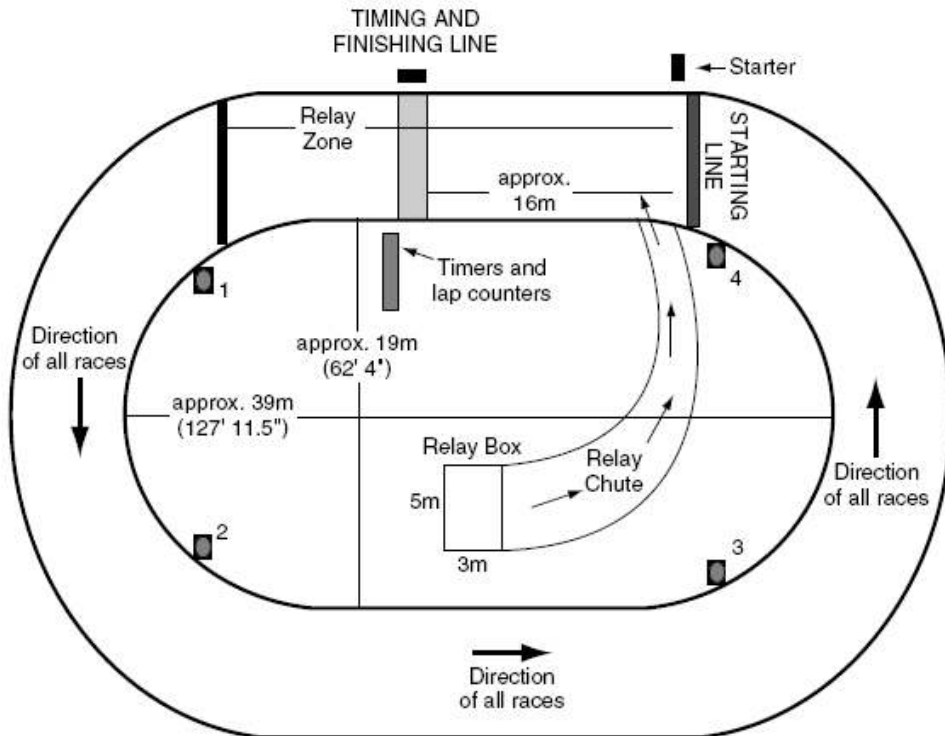 TIMING AND
FINISHING LINE
Starter
Relay
Zone
STARTING
LINE
approx.
16m
1
Timers and
lap counters
4
Direction
of all races
approx. 19m
(62' 4")
approx. 39m
(127' 11.5")
Relay Box
Relay
Chute
5m
3m
Direction
of all races
2
3
Direction
of all races